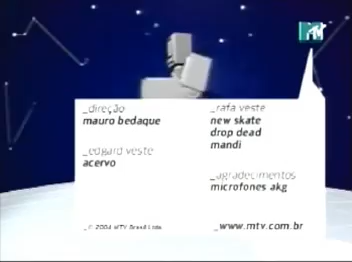 MTV
_direção
mauro bedaque
_edgard veste
acervo
_rafa veste
new skate
drop dead
mandi
_agradecimentos
microfones akg
_© 2004 MTV Brasil Ltda
_www.mtv.com.br